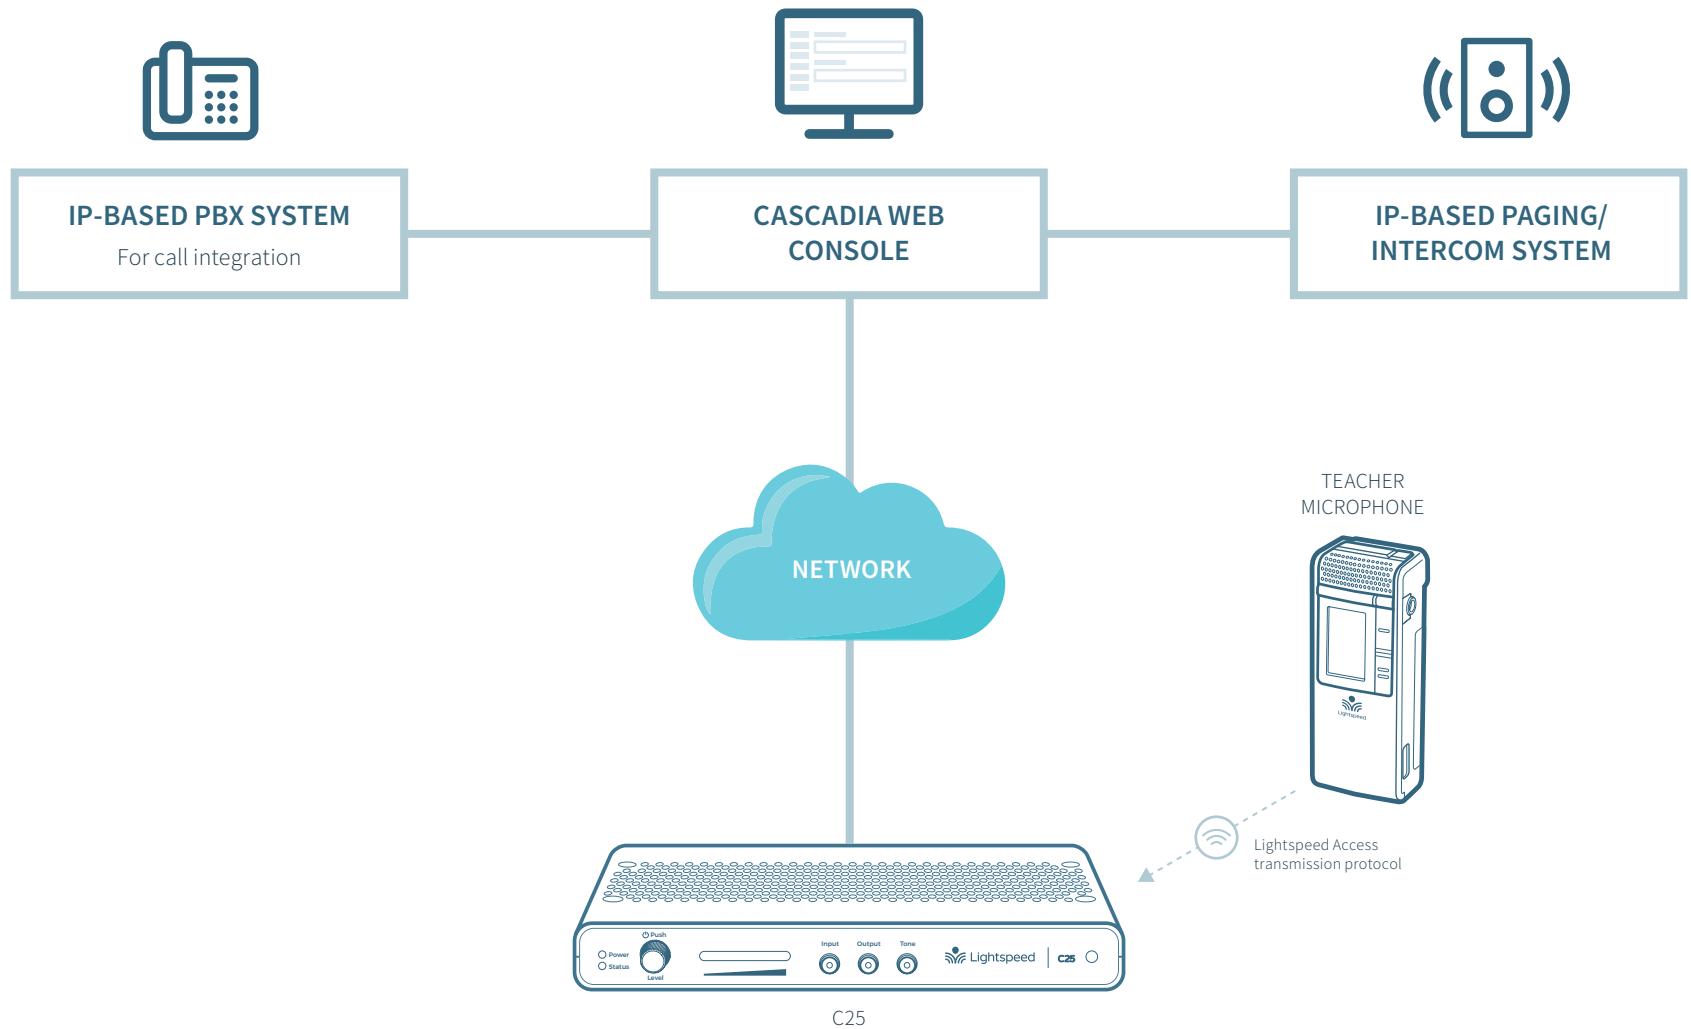 IP-BASED PBX SYSTEM
For call integration
CASCADIA WEB
CONSOLE
IP-BASED PAGING/
INTERCOM SYSTEM
NETWORK
TEACHER
MICROPHONE
Lightspeed
Lightspeed Access
transmission protocol
Push
Power
Status
Level
Input
Output
Tone
Lightspeed
C25
C25